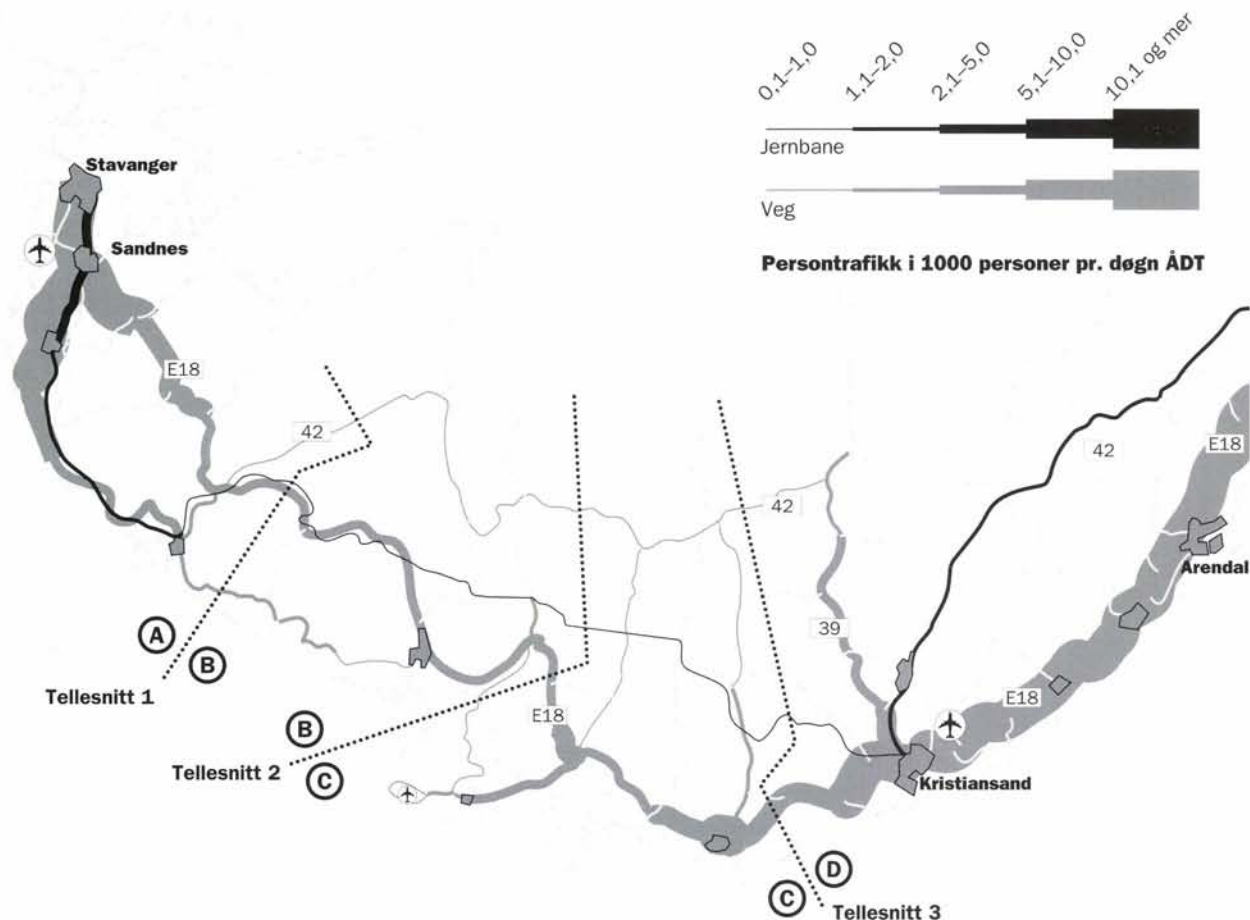 0,1–1,0
1,1–2,0
2,1–5,0
5,1–10,0
10,1 og mer
Jernbane
Veg
Persontrafikk i 1000 personer pr. døgn ÅDT
Stavanger
Sandnes
E18
42
42
42
E18
Arendal
39
A
B
Tellesnitt 1
B
C
Tellesnitt 2
E18
Kristiansand
D
C
Tellesnitt 3